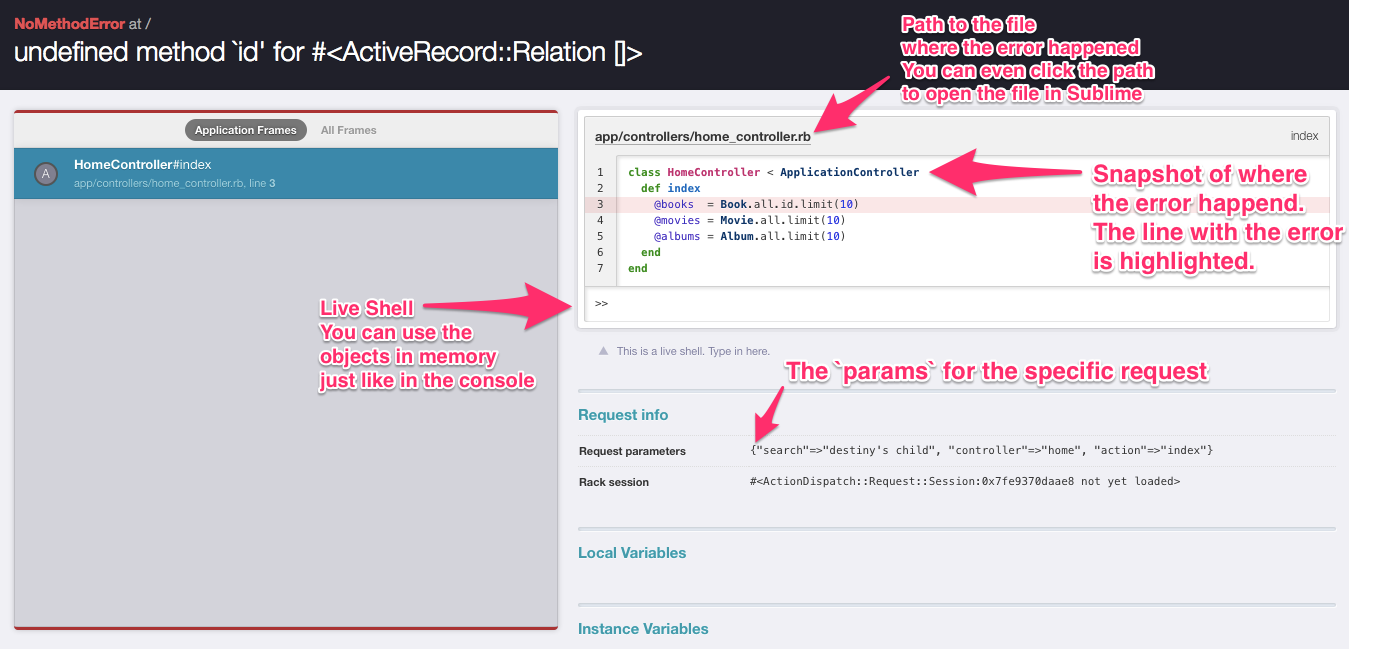 NoMethodError at /
undefined method `id' for #<ActiveRecord::Relation []>
Path to the file
where the error happened
You can even click the path
to open the file in Sublime
Application Frames All Frames
A
HomeController#index
app/controllers/home_controller.rb, line 3
app/controllers/home_controller.rb index
1 class HomeController < ApplicationController
2 def index
3 @books = Book.all.id.limit(10)
4 @movies = Movie.all.limit(10)
5 @albums = Album.all.limit(10)
6 end
7 end
Snapshot of where
the error happend.
The line with the error
is highlighted.
>>
Live Shell
You can use the
objects in memory
just like in the console
This is a live shell. Type in here.
The `params` for the specific request
Request info
Request parameters {"search"=>"destiny's child", "controller"=>"home", "action"=>"index"}
Rack session #<ActionDispatch::Request::Session:0x7fe9370daae8 not yet loaded>
Local Variables
Instance Variables